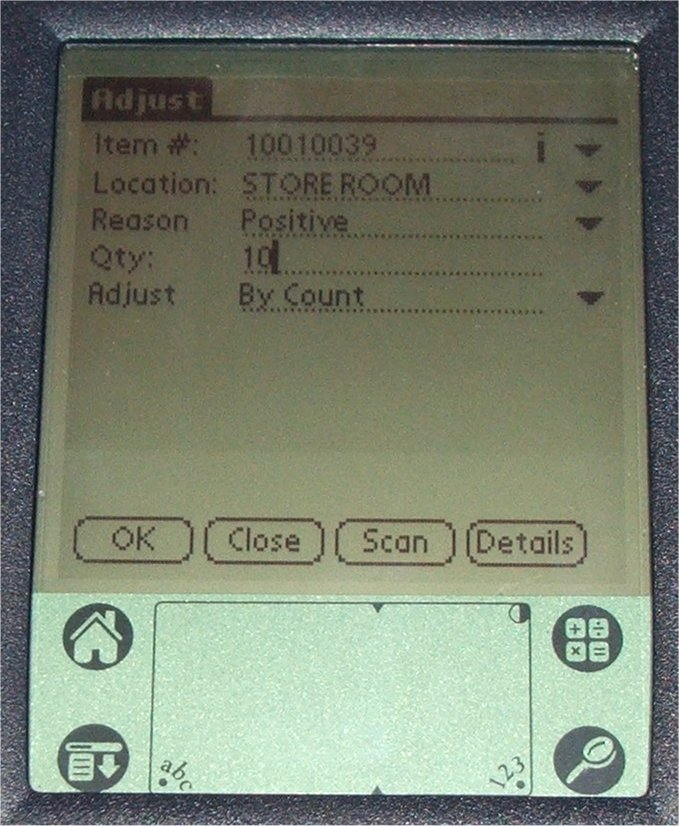 Adjust
Item #: 10010039 i
Location: STORE ROOM
Reason Positive
Qty: 10
Adjust By Count
OK Close Scan Details
abc 123